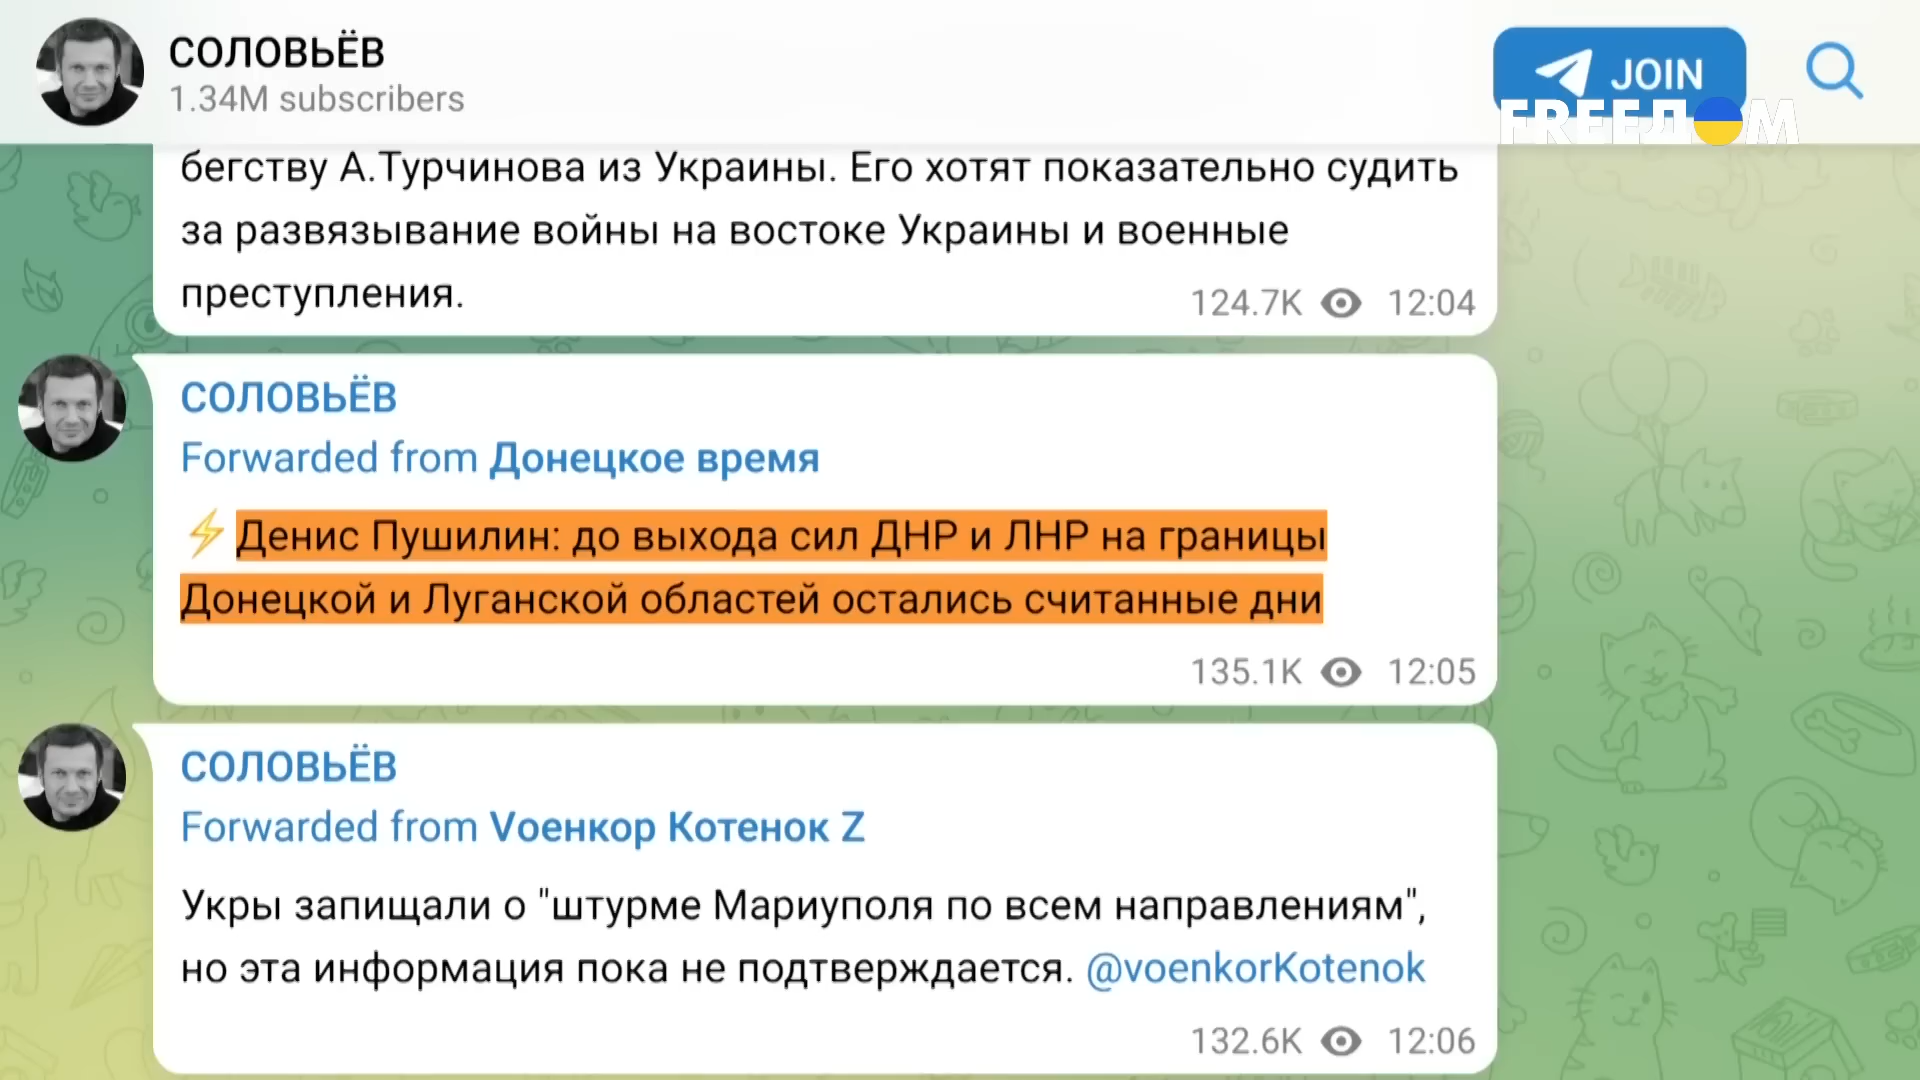 СОЛОВЬЁВ
1.34M subscribers
JOIN
FREEДOM
бегству А.Турчинова из Украины. Его хотят показательно судить
за развязывание войны на востоке Украины и военные
преступления.
124.7K 12:04
СОЛОВЬЁВ
Forwarded from Донецкое время
Денис Пушилин: до выхода сил ДНР и ЛНР на границы
Донецкой и Луганской областей остались считанные дни
135.1K 12:05
СОЛОВЬЁВ
Forwarded from Vоенкор Котенок Z
Укры запищали о "штурме Мариуполя по всем направлениям",
но эта информация пока не подтверждается. @voenkorKotenok
132.6K 12:06